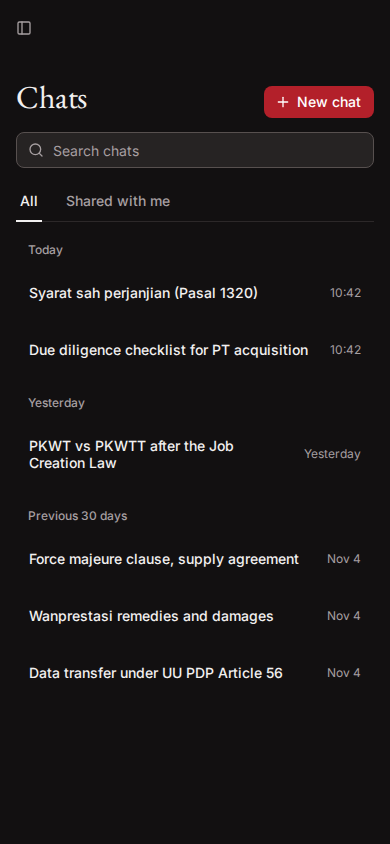 Chats
New chat
Search chats
All
Shared with me
Today
Syarat sah perjanjian (Pasal 1320)
10:42
Due diligence checklist for PT acquisition
10:42
Yesterday
PKWT vs PKWTT after the Job
Creation Law
Yesterday
Previous 30 days
Force majeure clause, supply agreement
Nov 4
Wanprestasi remedies and damages
Nov 4
Data transfer under UU PDP Article 56
Nov 4